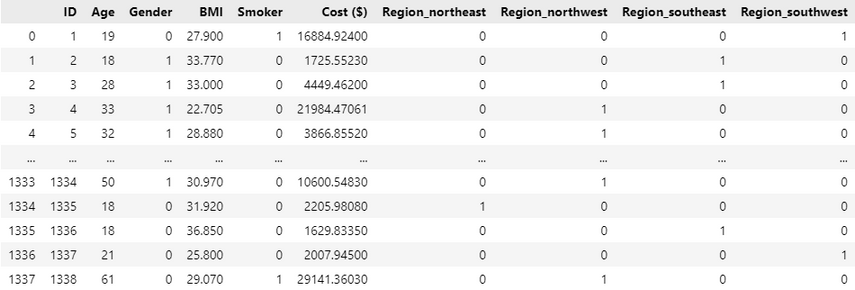 ID Age Gender BMI Smoker Cost ($) Region_northeast Region_northwest Region_southeast Region_southwest
0 1 19 0 27.900 1 16884.92400 0 0 0 1
1 2 18 1 33.770 0 1725.55230 0 0 1 0
2 3 28 1 33.000 0 4449.46200 0 0 1 0
3 4 33 1 22.705 0 21984.47061 0 1 0 0
4 5 32 1 28.880 0 3866.85520 0 1 0 0
... ... ... ... ... ... ... ... ... ... ...
1333 1334 50 1 30.970 0 10600.54830 0 1 0 0
1334 1335 18 0 31.920 0 2205.98080 1 0 0 0
1335 1336 18 0 36.850 0 1629.83350 0 0 1 0
1336 1337 21 0 25.800 0 2007.94500 0 0 0 1
1337 1338 61 0 29.070 1 29141.36030 0 1 0 0